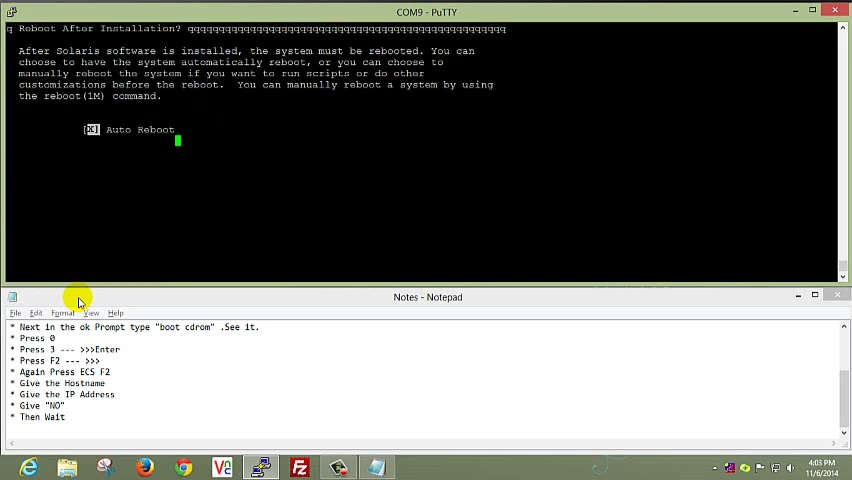 COM9 - PuTTY
q Reboot After Installation? qqqqqqqqqqqqqqqqqqqqqqqqqqqqqqqqqqqqqqqqqqqqqqqqqqq
After Solaris software is installed, the system must be rebooted. You can
choose to have the system automatically reboot, or you can choose to
manually reboot the system if you want to run scripts or do other
customizations before the reboot.  You can manually reboot a system by using
the reboot(1M) command.
[X] Auto Reboot
Notes - Notepad
File Edit Format View Help
* Next in the ok Prompt type "boot cdrom" .See it.
* Press 0
* Press 3 --- >>>Enter
* Press F2 --- >>>
* Again Press ECS F2
* Give the Hostname
* Give the IP Address
* Give "NO"
* Then Wait
4:03 PM
11/6/2014